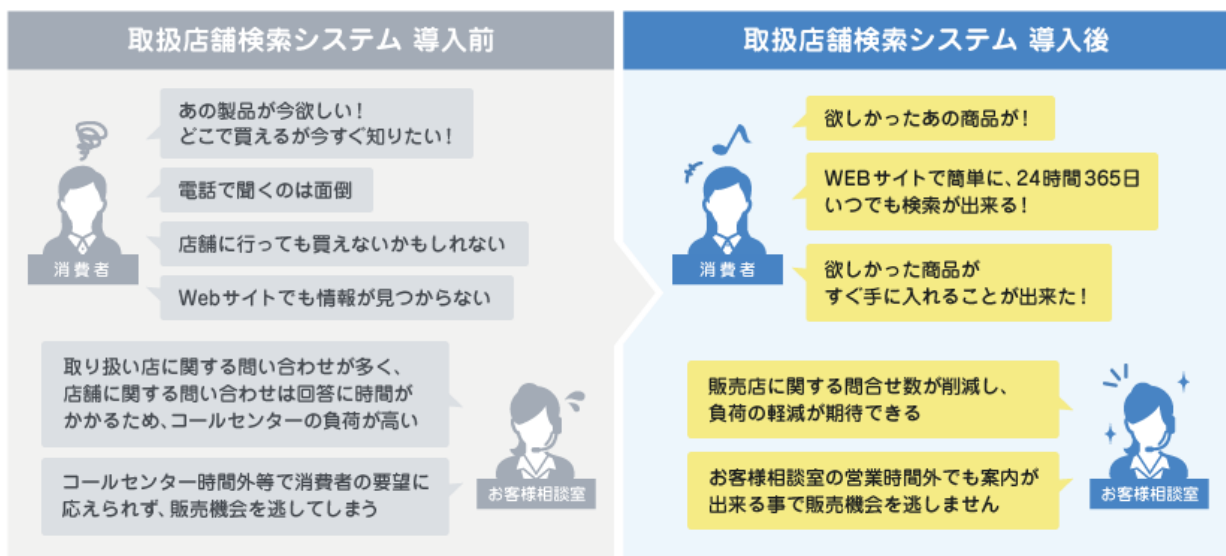 取扱店舗検索システム 導入前
あの製品が今欲しい!
どこで買えるが今すぐ知りたい!
電話で聞くのは面倒
店舗に行っても買えないかもしれない
Webサイトでも情報が見つからない
消費者
取り扱い店に関する問い合わせが多く、
店舗に関する問い合わせは回答に時間が
かかるため、コールセンターの負荷が高い
コールセンター時間外等で消費者の要望に
応えられず、販売機会を逃してしまう
お客様相談室
取扱店舗検索システム 導入後
欲しかったあの商品が!
WEBサイトで簡単に、24時間365日
いつでも検索が出来る!
欲しかった商品が
すぐ手に入れることが出来た!
消費者
販売店に関する問合せ数が削減し、
負荷の軽減が期待できる
お客様相談室の営業時間外でも案内が
出来る事で販売機会を逃しません
お客様相談室